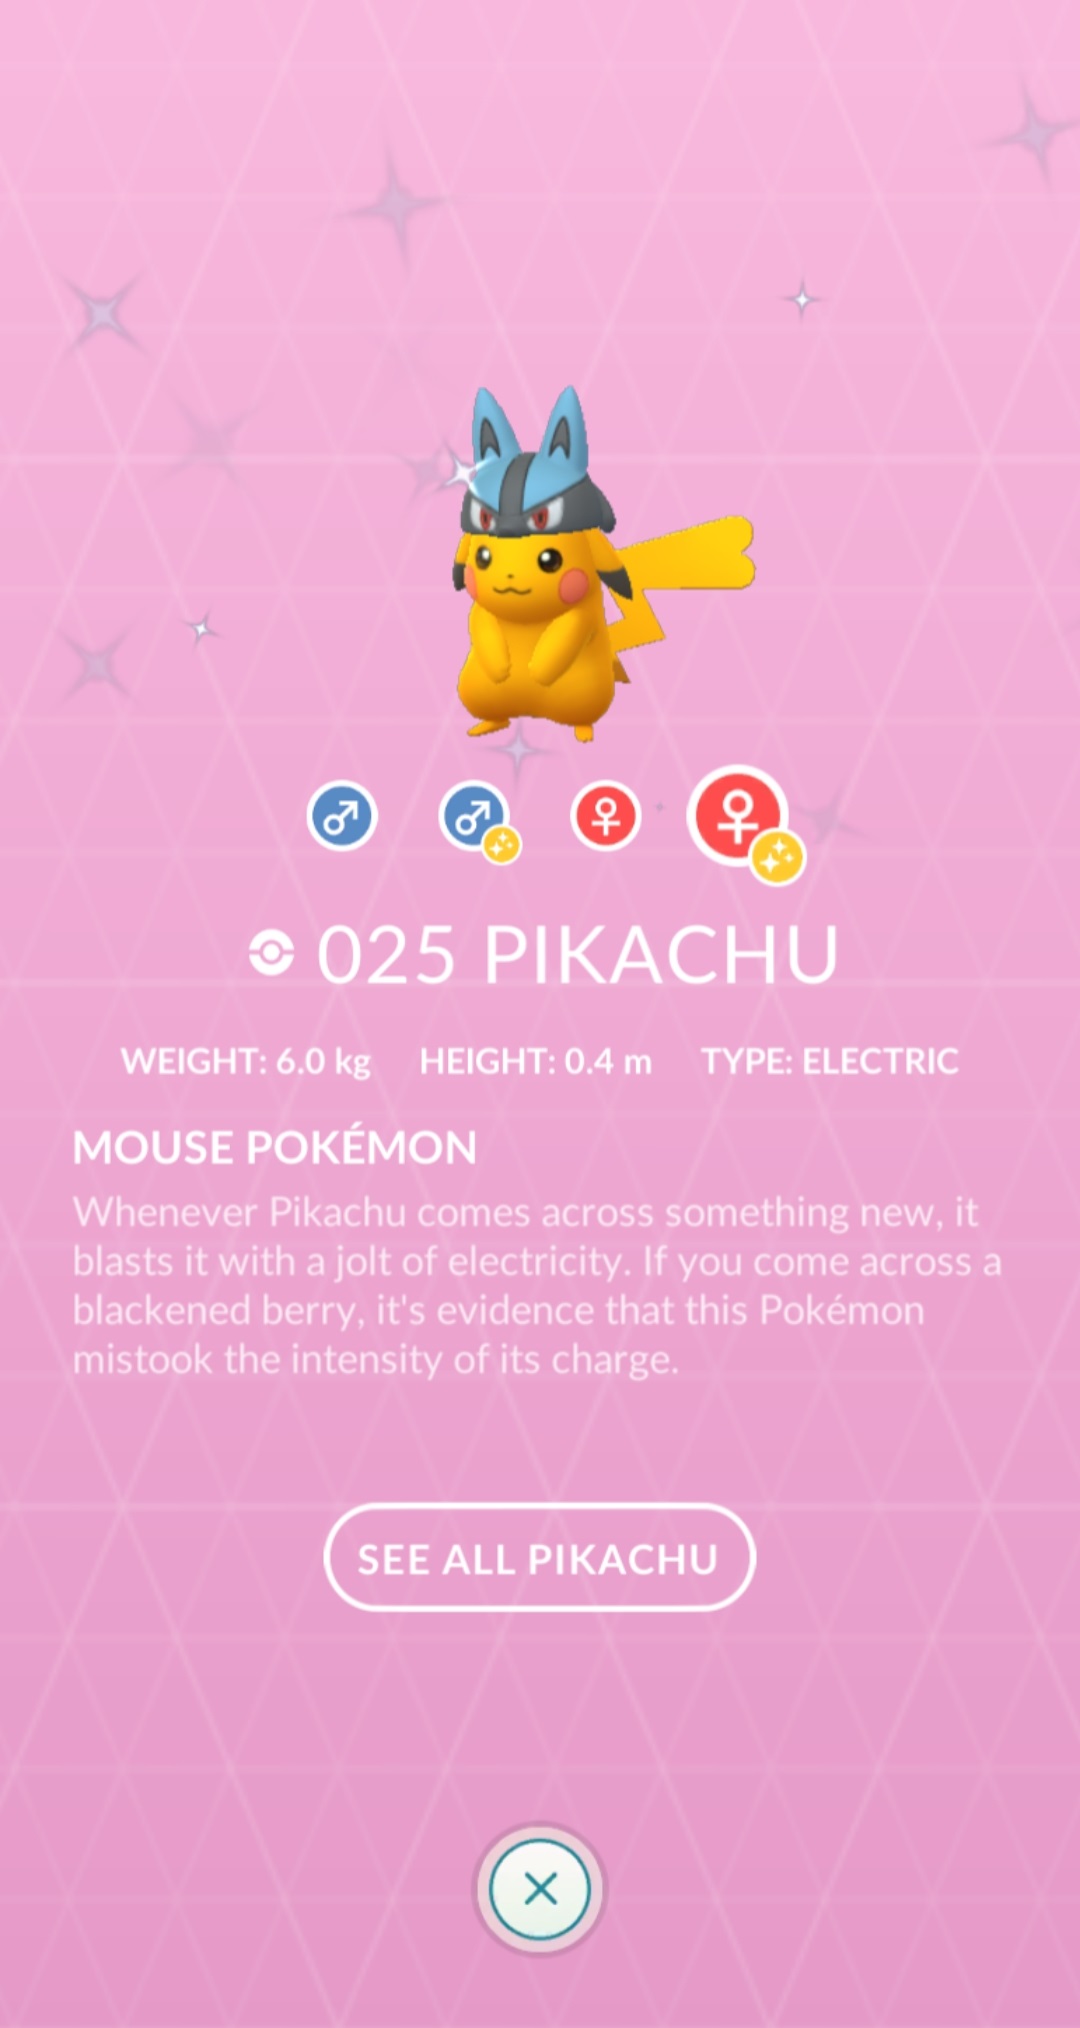 025 PIKACHU
WEIGHT: 6.0 kg HEIGHT: 0.4 m TYPE: ELECTRIC
MOUSE POKÉMON
Whenever Pikachu comes across something new, it
blasts it with a jolt of electricity. If you come across a
blackened berry, it's evidence that this Pokémon
mistook the intensity of its charge.
SEE ALL PIKACHU